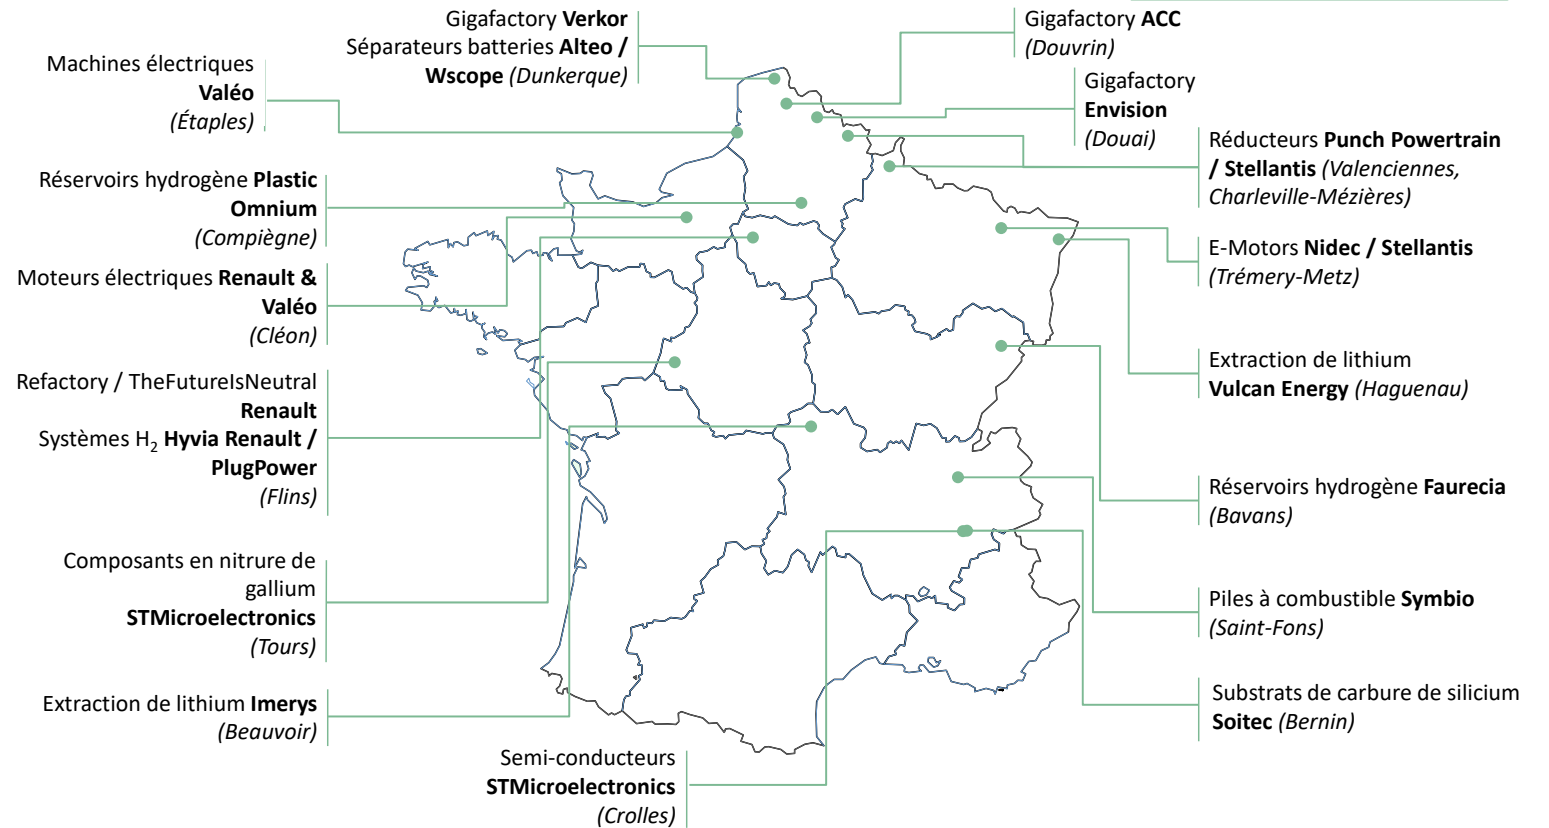 Gigafactory Verkor
Séparateurs batteries Alteo /
Wscope (Dunkerque)
Gigafactory ACC
(Douvrin)
Machines électriques
Valéo
(Étaples)
Gigafactory
Envision
(Douai)
Réducteurs Punch Powertrain
/ Stellantis (Valenciennes,
Charleville-Mézières)
Réservoirs hydrogène Plastic
Omnium
(Compiègne)
E-Motors Nidec / Stellantis
(Trémery-Metz)
Moteurs électriques Renault &
Valéo
(Cléon)
Extraction de lithium
Vulcan Energy (Haguenau)
Refactory / TheFutureIsNeutral
Renault
Systèmes H2 Hyvia Renault /
PlugPower
(Flins)
Réservoirs hydrogène Faurecia
(Bavans)
Composants en nitrure de
gallium
STMicroelectronics
(Tours)
Piles à combustible Symbio
(Saint-Fons)
Extraction de lithium Imerys
(Beauvoir)
Substrats de carbure de silicium
Soitec (Bernin)
Semi-conducteurs
STMicroelectronics
(Crolles)